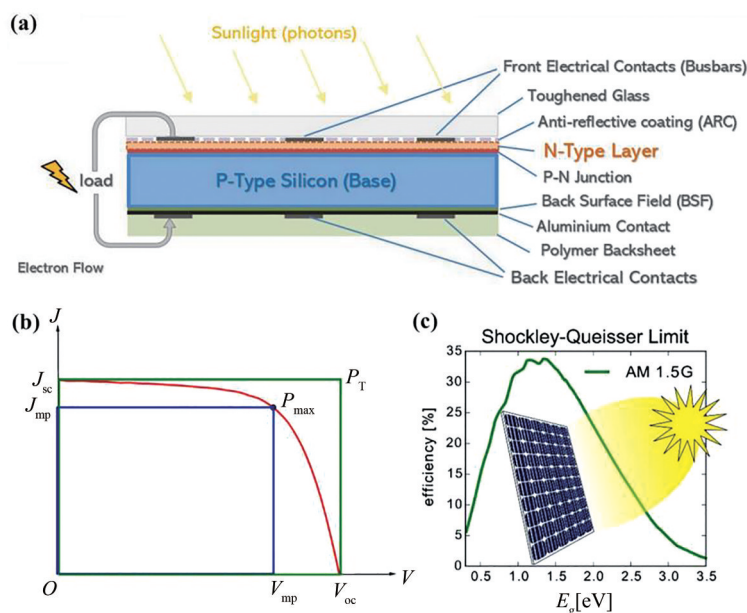 (a)
Sunlight (photons)
Front Electrical Contacts (Busbars)
Toughened Glass
Anti-reflective coating (ARC)
N-Type Layer
P-N Junction
Back Surface Field (BSF)
Aluminium Contact
Polymer Backsheet
Back Electrical Contacts
P-Type Silicon (Base)
load
Electron Flow
(b)
J
Jsc
Jmp
PT
Pmax
O
Vmp
Voc
V
(c)
Shockley-Queisser Limit
AM 1.5G
efficiency [%]
35
30
25
20
15
10
5
0
0.5 1.0 1.5 2.0 2.5 3.0 3.5
Eg[eV]